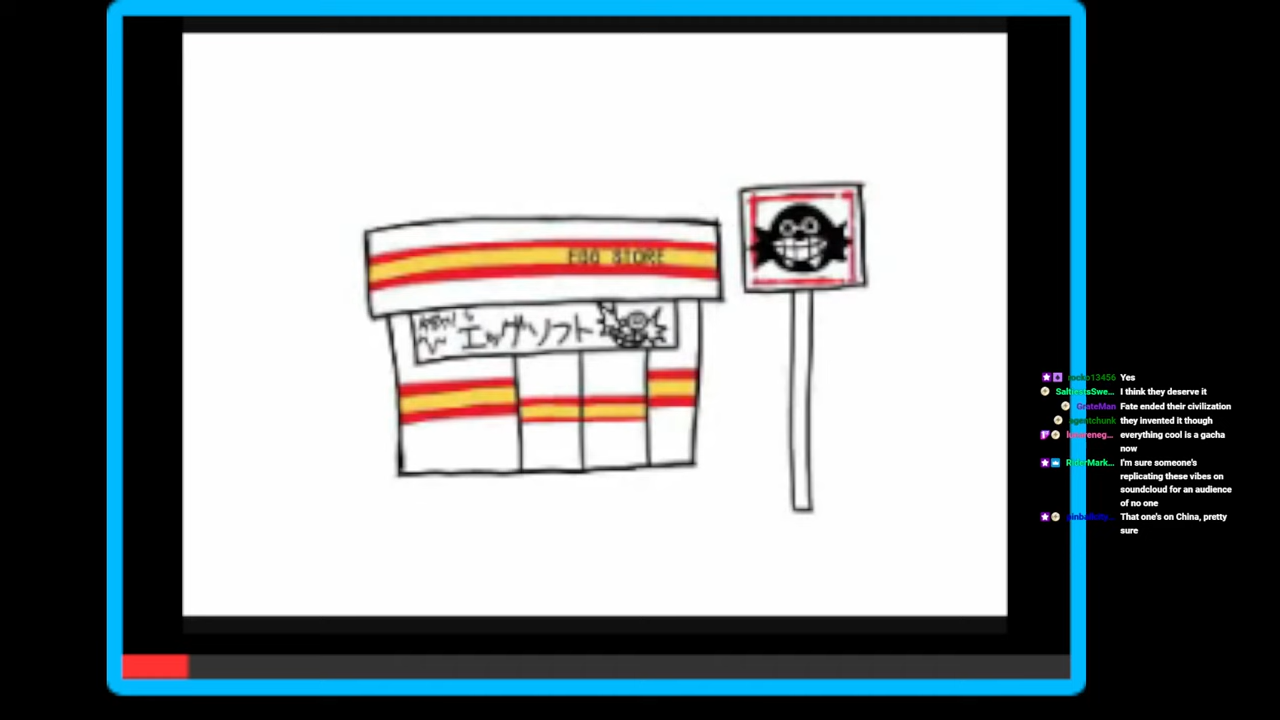 EGG STORE
エッグソフト
Yes
SaltiestsSwe... I think they deserve it
CrateMan Fate ended their civilization
they invented it though
everything cool is a gacha
now
I'm sure someone's
replicating these vibes on
soundcloud for an audience
of no one
That one's on China, pretty
sure